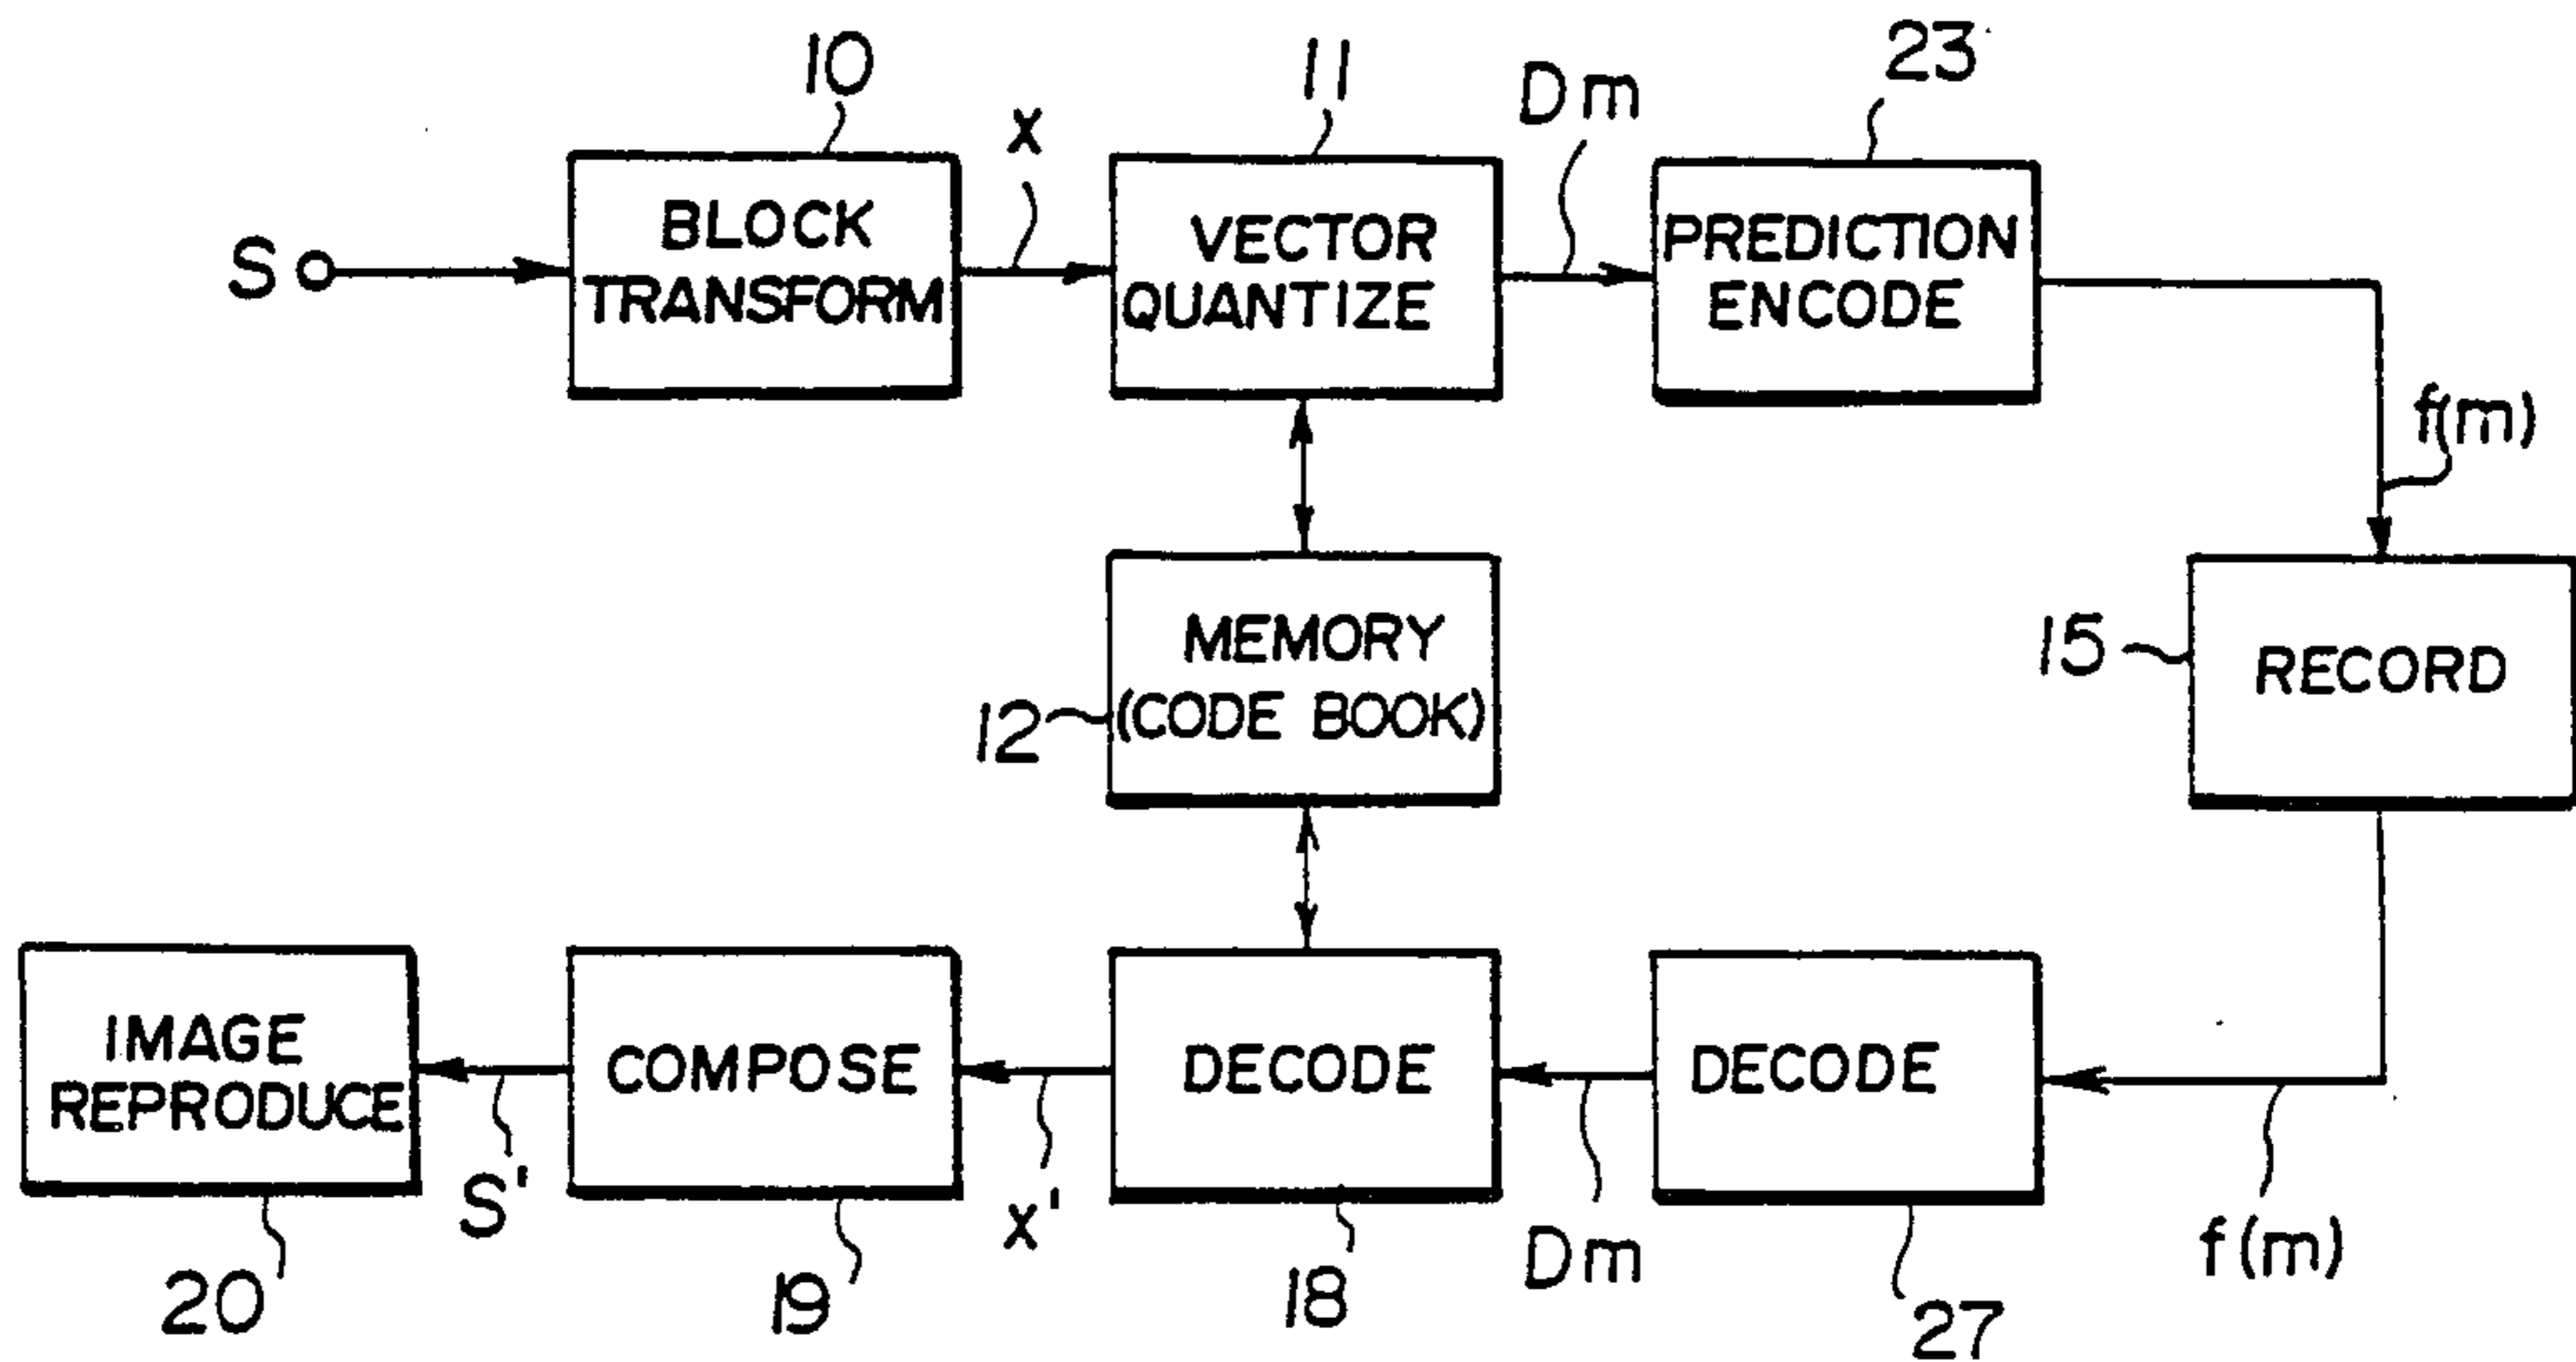 10
11
23
x
Dm
S
BLOCK
TRANSFORM
VECTOR
QUANTIZE
PREDICTION
ENCODE
f(m)
MEMORY
(CODE BOOK)
12
15
RECORD
IMAGE
REPRODUCE
COMPOSE
DECODE
DECODE
S'
x'
Dm
f(m)
20
19
18
27